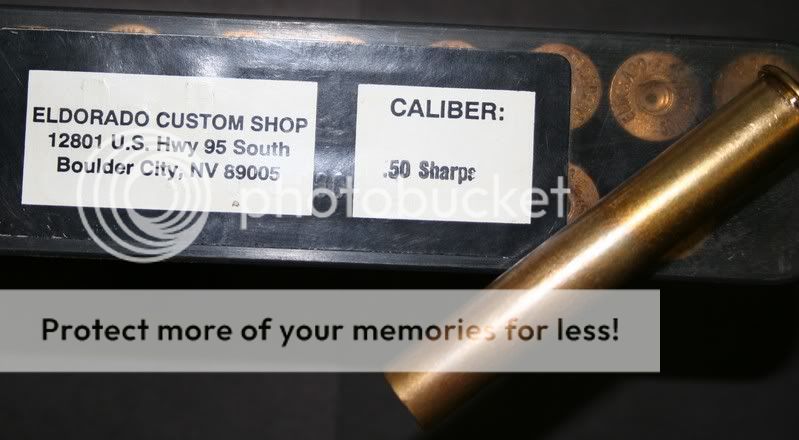 ELDORADO CUSTOM SHOP
12801 U.S. Hwy 95 South
Boulder City, NV 89005
CALIBER:
.50 Sharps
photobucket
Protect more of your memories for less!